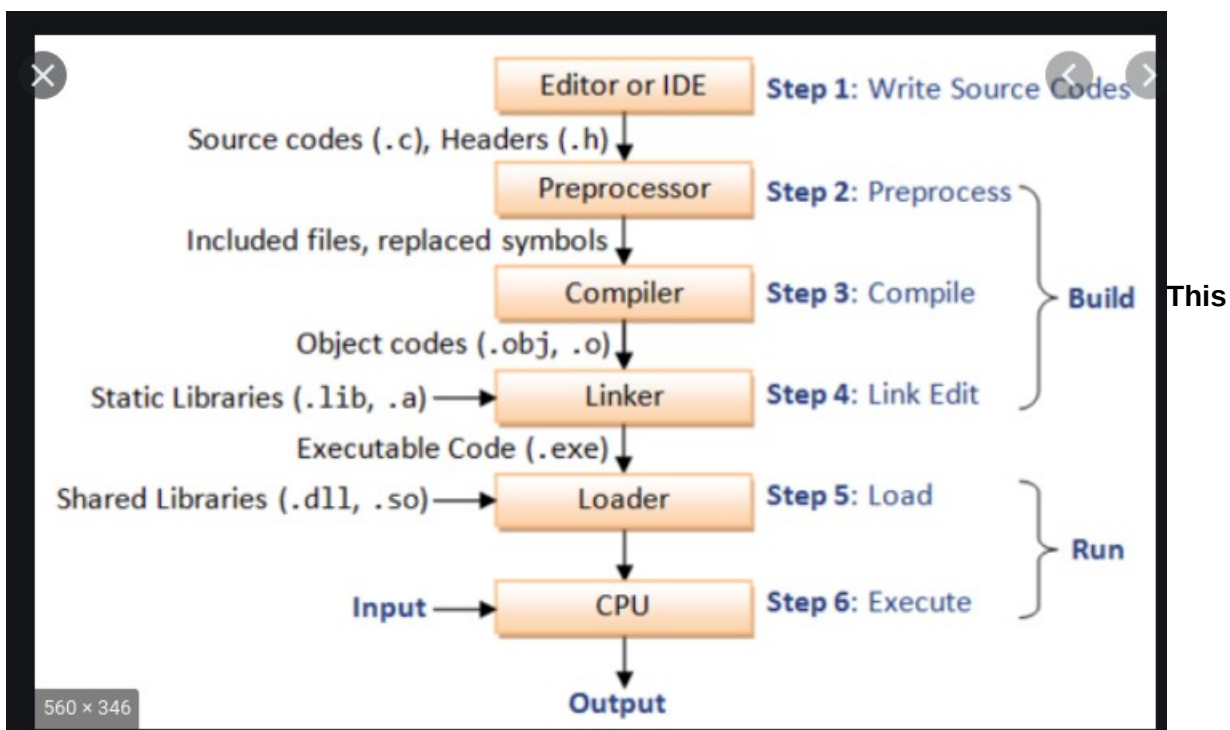 Editor or IDE Step 1: Write Source Codes
Source codes (.c), Headers (.h)
Preprocessor Step 2: Preprocess
Included files, replaced symbols
Compiler Step 3: Compile Build This
Object codes (.obj, .o)
Static Libraries (.lib, .a) Linker Step 4: Link Edit
Executable Code (.exe)
Shared Libraries (.dll, .so) Loader Step 5: Load
Run
Input CPU Step 6: Execute
Output
560 × 346